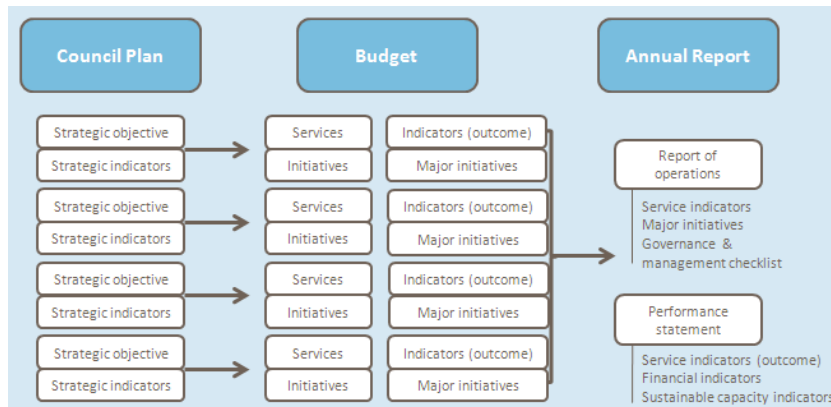 Council Plan
Budget
Annual Report
Strategic objective
Strategic indicators
Services
Initiatives
Indicators (outcome)
Major initiatives
Strategic objective
Strategic indicators
Services
Initiatives
Indicators (outcome)
Major initiatives
Strategic objective
Strategic indicators
Services
Initiatives
Indicators (outcome)
Major initiatives
Strategic objective
Strategic indicators
Services
Initiatives
Indicators (outcome)
Major initiatives
Report of
operations
Service indicators
Major initiatives
Governance &
management checklist
Performance
statement
Service indicators (outcome)
Financial indicators
Sustainable capacity indicators